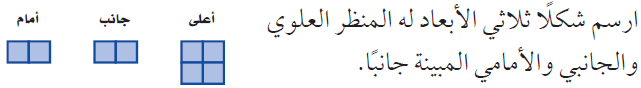 ارسم شكلًا ثلاثي الأبعاد له المنظر العلوي
والجانبي والأمامي المبينة جانبًا.
أعلى
جانب
أمام